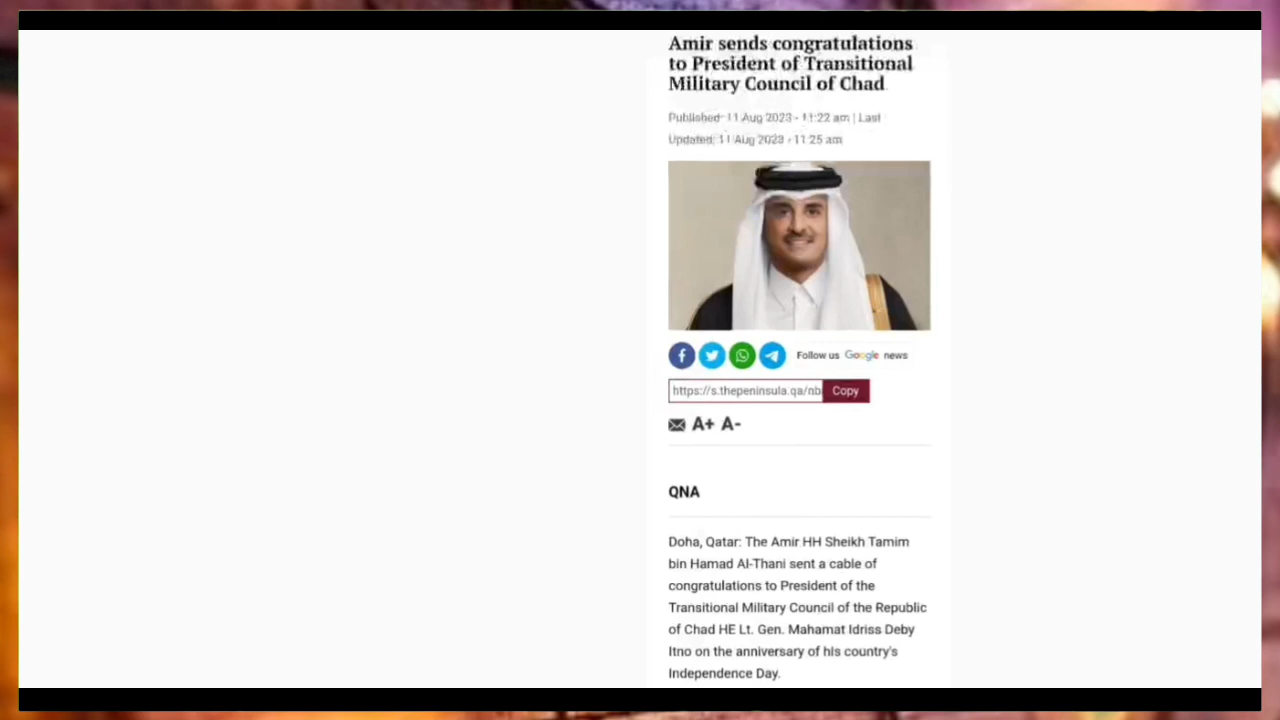 Amir sends congratulations
to President of Transitional
Military Council of Chad
Published: 11 Aug 2023 - 11:22 am | Last
Updated: 11 Aug 2023 - 11:25 am
Follow us Google news
https://s.thepeninsula.qa/nb Copy
A+ A-
QNA
Doha, Qatar: The Amir HH Sheikh Tamim
bin Hamad Al-Thani sent a cable of
congratulations to President of the
Transitional Military Council of the Republic
of Chad HE Lt. Gen. Mahamat Idriss Deby
Itno on the anniversary of his country's
Independence Day.